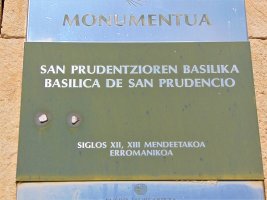 MONUMENTUA
SAN PRUDENTZIOREN BASILIKA
BASILICA DE SAN PRUDENCIO
SIGLOS XII, XIII MENDEETAKOA
ERROMANIKOA